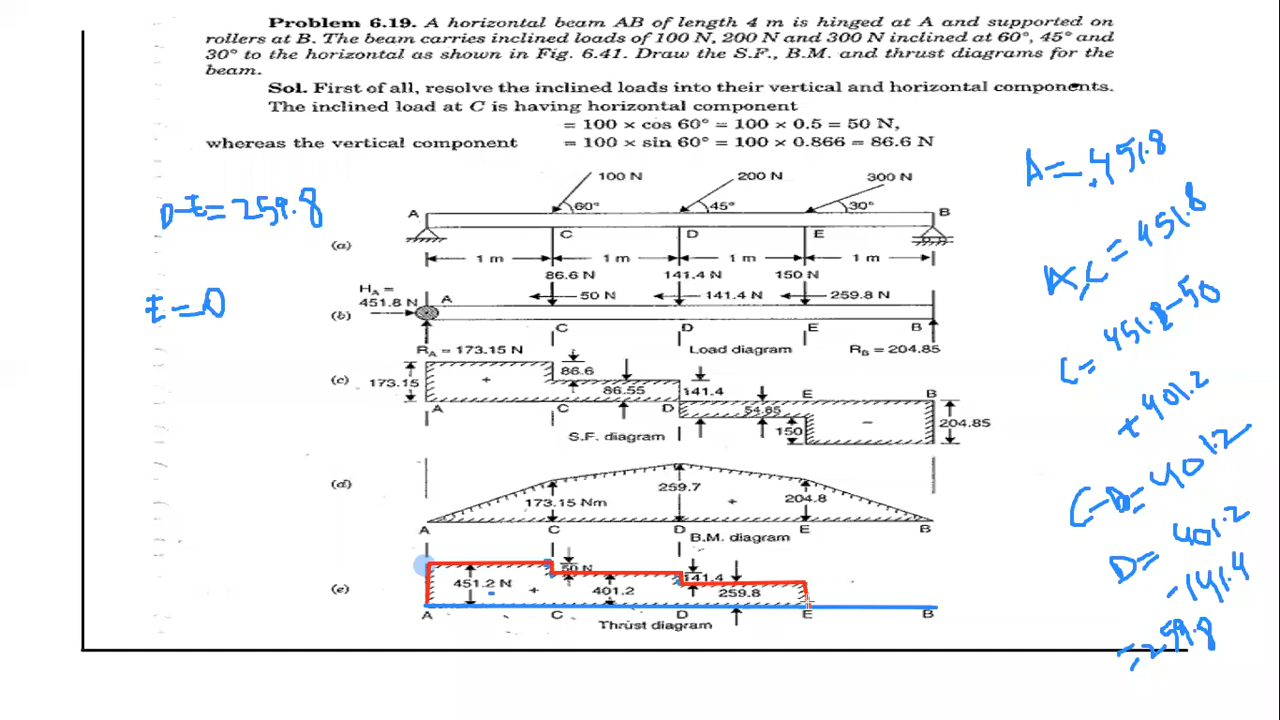 Problem 6.19. A horizontal beam AB of length 4 m is hinged at A and supported on
rollers at B. The beam carries inclined loads of 100 N, 200 N and 300 N inclined at 60°, 45° and
30° to the horizontal as shown in Fig. 6.41. Draw the S.F., B.M. and thrust diagrams for the
beam.
Sol. First of all, resolve the inclined loads into their vertical and horizontal components.
The inclined load at C is having horizontal component
= 100 × cos 60° = 100 × 0.5 = 50 N,
whereas the vertical component = 100 × sin 60° = 100 × 0.866 = 86.6 N
A = 451.8
D-E = 259.8
100 N 200 N 300 N
60° 45° 30°
A B
(a) C D E
1 m 1 m 1 m 1 m
A,C = 451.8
86.6 N 141.4 N 150 N
E = 0
HA =
451.8 N
A 50 N 141.4 N 259.8 N
(b) C D E B
C = 451.8-50
RA = 173.15 N Load diagram RB = 204.85
(c) 173.15 + 86.6 86.55 141.4 E B
A C D 54.85 - 204.85
S.F. diagram 150
+401.2
(d) 173.15 Nm 259.7 + 204.8
A C D E B
B.M. diagram
C-D = 401.2
D = 401.2
-141.4
= 259.8
(e) 451.2 N + 50 N 401.2 141.4 259.8
A C D E B
Thrust diagram